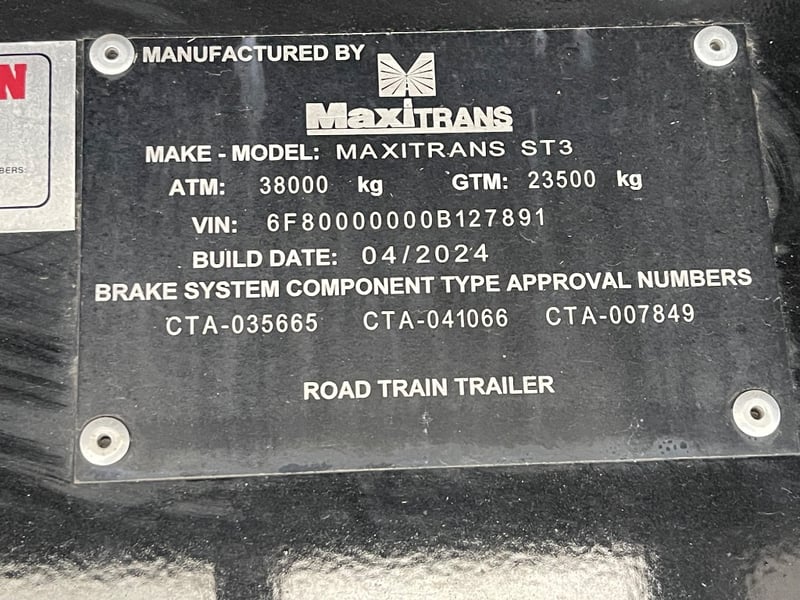 MANUFACTURED BY
MaxiTRANS
MAKE - MODEL: MAXITRANS ST3
ATM: 38000 kg GTM: 23500 kg
VIN: 6F80000000B127891
BUILD DATE: 04/2024
BRAKE SYSTEM COMPONENT TYPE APPROVAL NUMBERS
CTA-035665 CTA-041066 CTA-007849
ROAD TRAIN TRAILER
N
BERS: